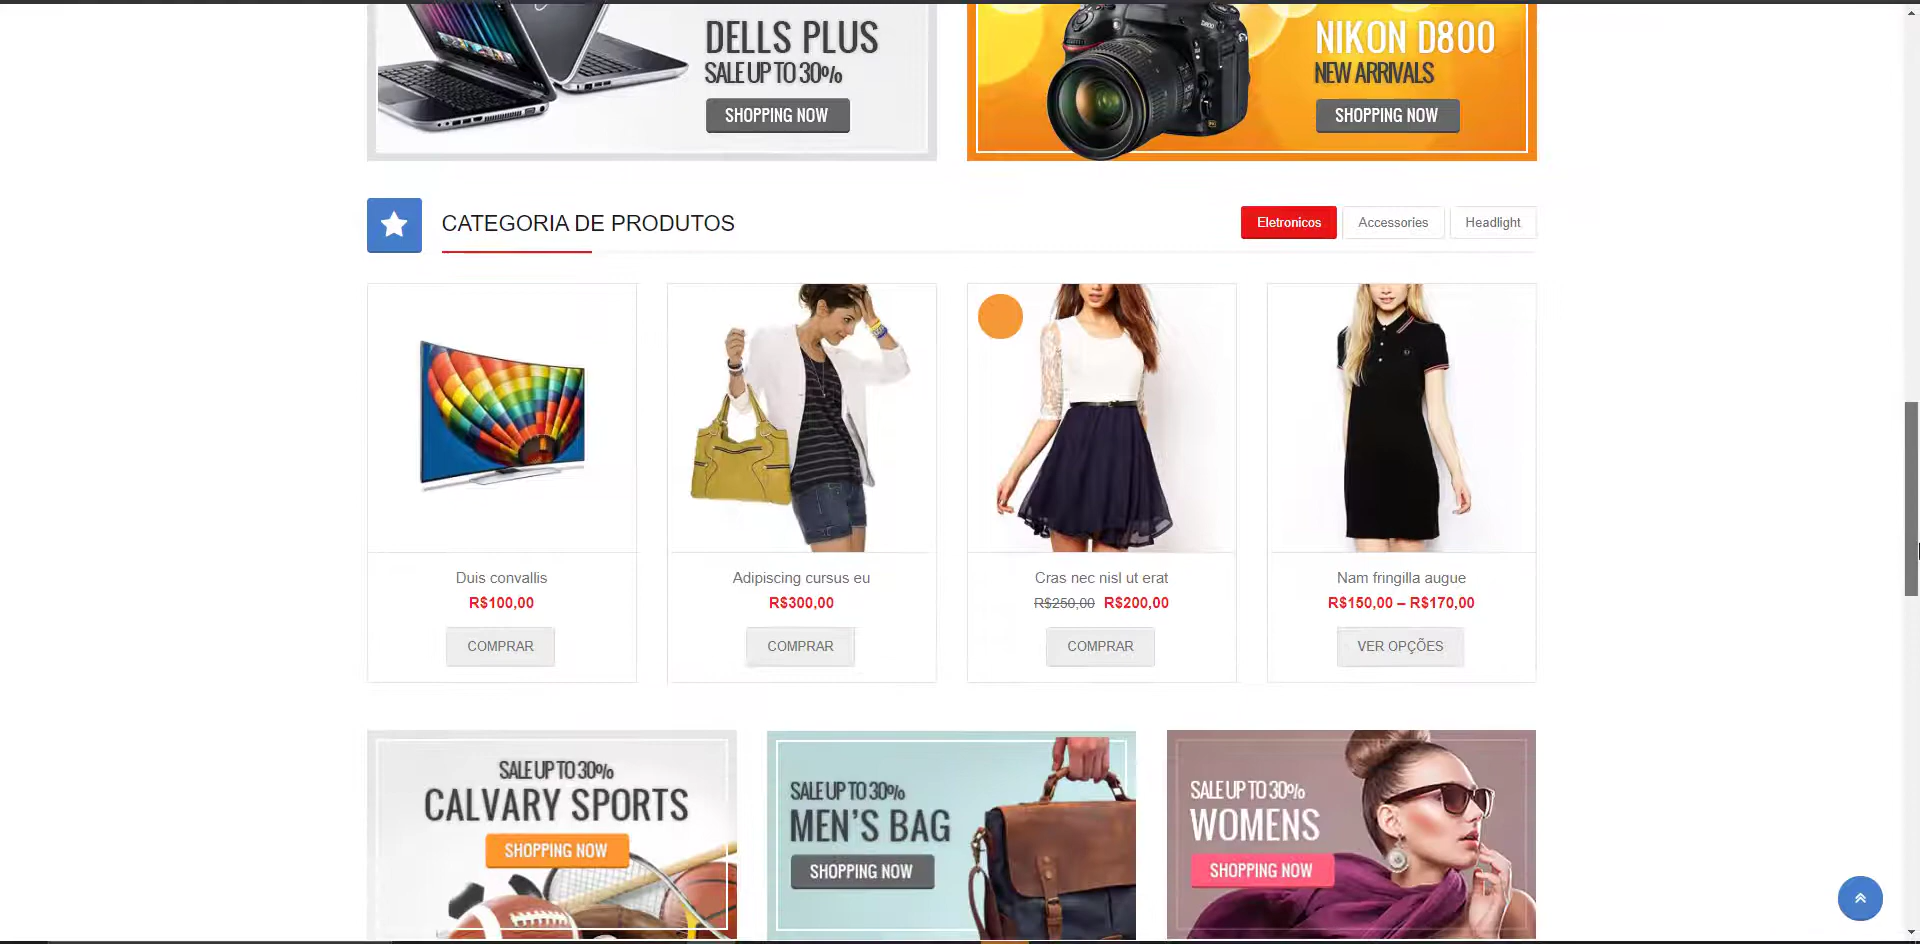 DELLS PLUS
SALE UP TO 30%
SHOPPING NOW
NIKON D800
NEW ARRIVALS
SHOPPING NOW
CATEGORIA DE PRODUTOS
Eletronicos
Accessories
Headlight
Duis convallis
R$100,00
COMPRAR
Adipiscing cursus eu
R$300,00
COMPRAR
Cras nec nisl ut erat
R$250,00 R$200,00
COMPRAR
Nam fringilla augue
R$150,00 – R$170,00
VER OPÇÕES
SALE UP TO 30%
CALVARY SPORTS
SHOPPING NOW
SALE UP TO 30%
MEN'S BAG
SHOPPING NOW
SALE UP TO 30%
WOMENS
SHOPPING NOW